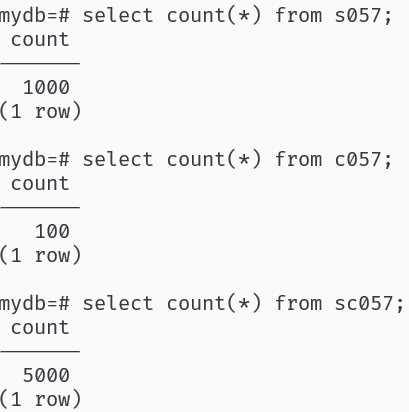 mydb=# select count(*) from s057;
count
1000
(1 row)
mydb=# select count(*) from c057;
count
100
(1 row)
mydb=# select count(*) from sc057;
count
5000
(1 row)